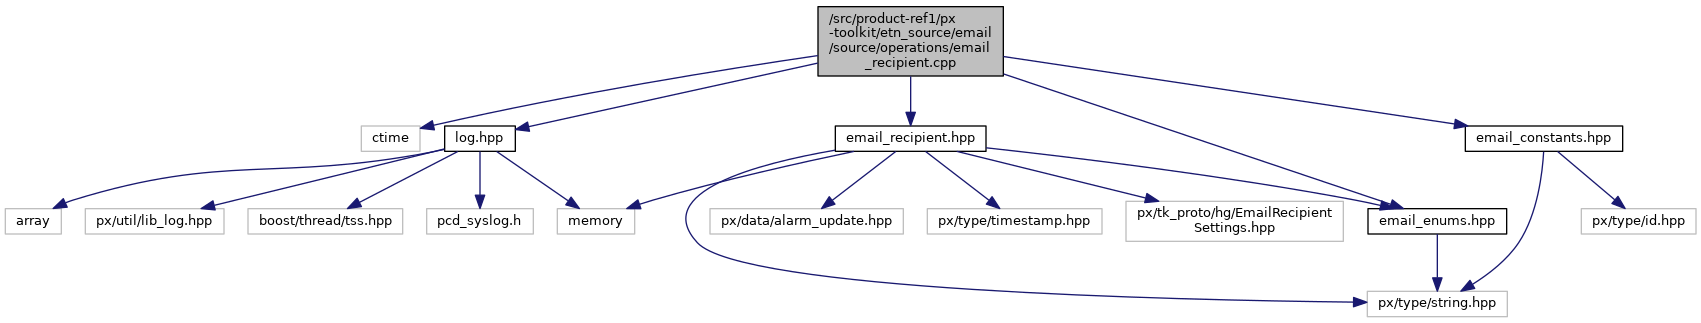 /src/product-ref1/px
-toolkit/etn_source/email
/source/operations/email
_recipient.cpp
ctime
log.hpp
email_recipient.hpp
email_constants.hpp
array
px/util/lib_log.hpp
boost/thread/tss.hpp
pcd_syslog.h
memory
px/data/alarm_update.hpp
px/type/timestamp.hpp
px/tk_proto/hg/EmailRecipient
Settings.hpp
email_enums.hpp
px/type/id.hpp
px/type/string.hpp